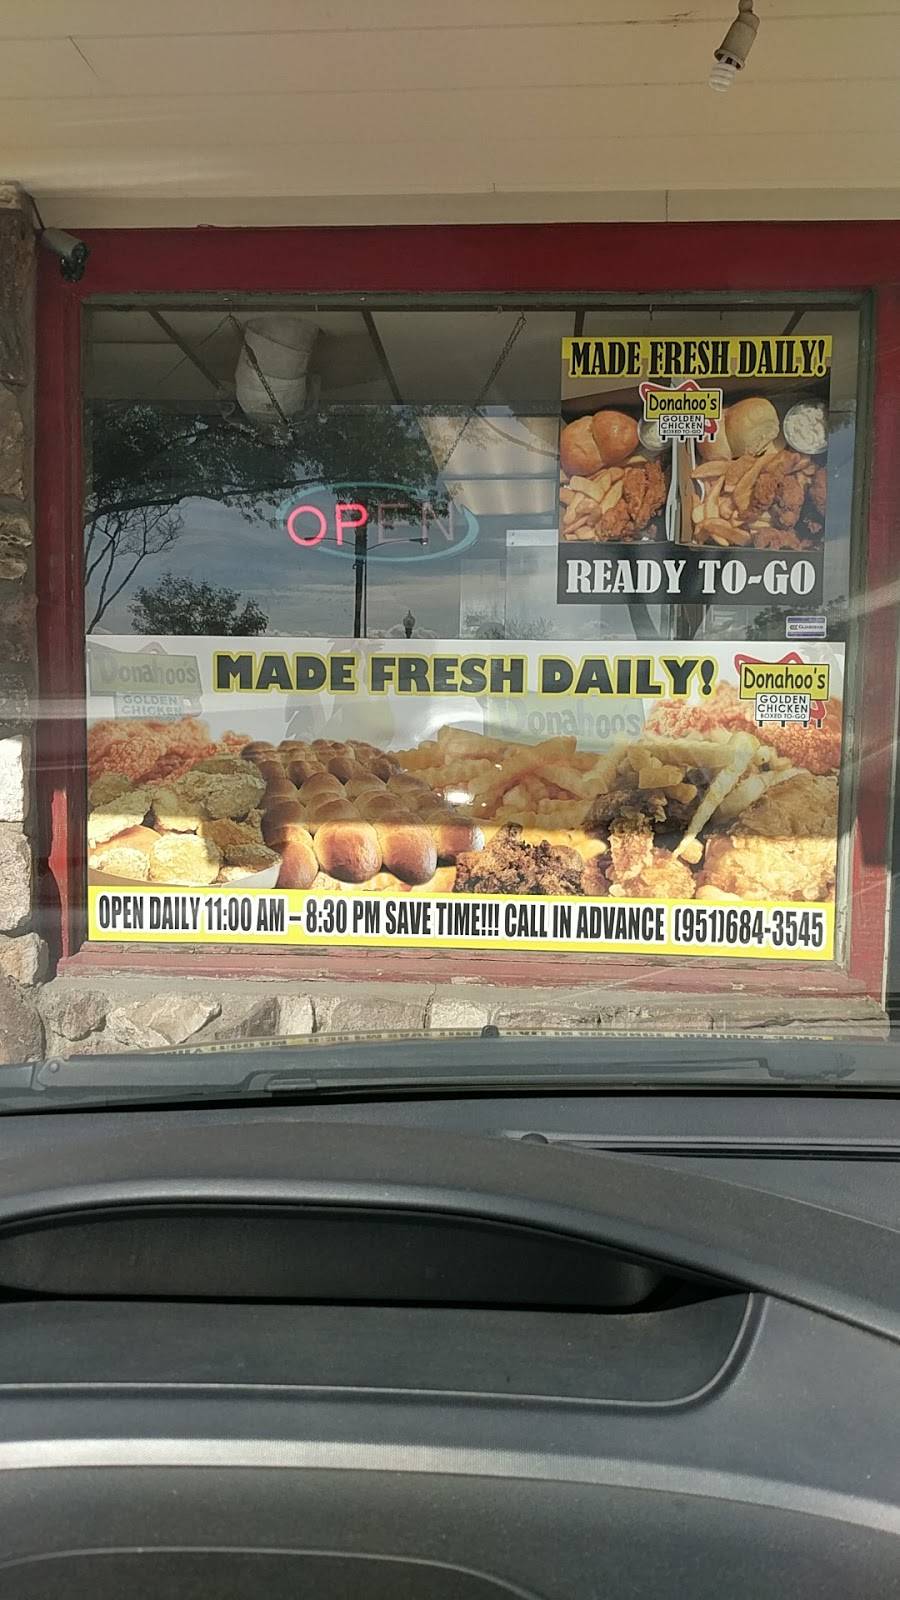 MADE FRESH DAILY!
Donahoo's
GOLDEN
CHICKEN
BOXED TO-GO
OPEN
READY TO-GO
Donahoo's
GOLDEN
CHICKEN
MADE FRESH DAILY!
Donahoo's
GOLDEN
CHICKEN
BOXED TO-GO
Donahoo's
OPEN DAILY 11:00 AM – 8:30 PM SAVE TIME!!! CALL IN ADVANCE (951)684-3545